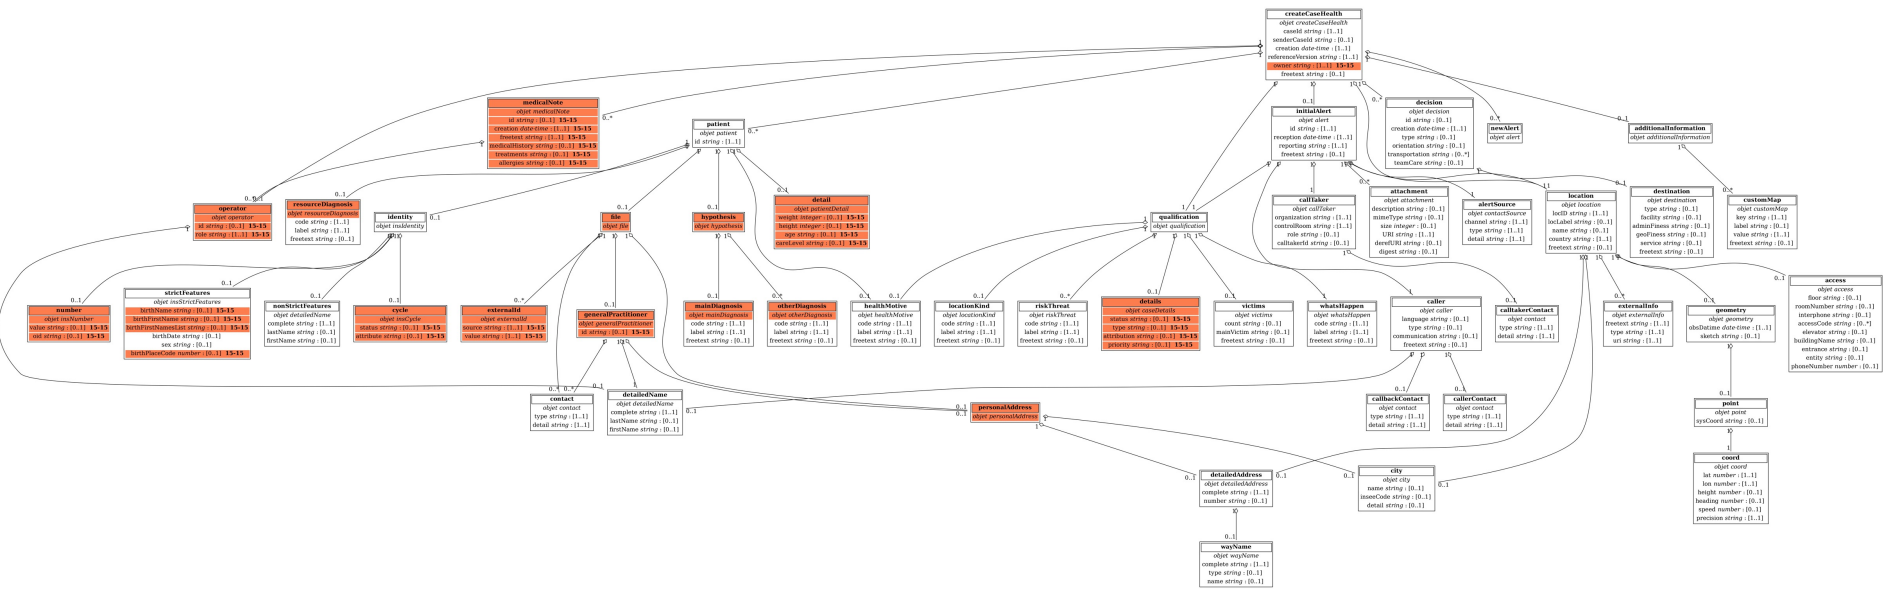 createCaseHealth
objet createCaseHealth
caseId string : [1..1]
senderCaseId string : [0..1]
creation date-time : [1..1]
referenceVersion string : [1..1]
owner string : [1..1] 15-15
freetext string : [0..1]
medicalNote
objet medicalNote
id string : [0..1] 15-15
creation date-time : [1..1] 15-15
freetext string : [1..1] 15-15
medicalHistory string : [0..1] 15-15
treatments string : [0..1] 15-15
allergies string : [0..1] 15-15
patient
objet patient
id string : [1..1]
initialAlert
objet alert
id string : [1..1]
reception date-time : [1..1]
reporting string : [1..1]
freetext string : [0..1]
decision
objet decision
id string : [0..1]
creation date-time : [1..1]
type string : [0..1]
orientation string : [0..1]
transportation string : [0..*]
teamCare string : [0..1]
newAlert
objet alert
additionalInformation
objet additionalInformation
operator
objet operator
id string : [0..1] 15-15
role string : [1..1] 15-15
resourceDiagnosis
objet resourceDiagnosis
code string : [1..1]
label string : [1..1]
freetext string : [0..1]
identity
objet insIdentity
file
objet file
hypothesis
objet hypothesis
detail
objet patientDetail
weight integer : [0..1] 15-15
height integer : [0..1] 15-15
age string : [0..1] 15-15
careLevel string : [0..1] 15-15
qualification
objet qualification
callTaker
objet callTaker
organization string : [1..1]
controlRoom string : [1..1]
role string : [0..1]
calltakerId string : [0..1]
attachment
objet attachment
description string : [0..1]
mimeType string : [0..1]
size integer : [0..1]
URI string : [1..1]
derefURI string : [0..1]
digest string : [0..1]
alertSource
objet contactSource
channel string : [1..1]
type string : [1..1]
detail string : [1..1]
location
objet location
locID string : [1..1]
locLabel string : [0..1]
name string : [0..1]
country string : [1..1]
freetext string : [0..1]
destination
objet destination
type string : [0..1]
facility string : [0..1]
adminFiness string : [0..1]
geoFiness string : [0..1]
service string : [0..1]
freetext string : [0..1]
customMap
objet customMap
key string : [1..1]
label string : [0..1]
value string : [1..1]
freetext string : [0..1]
number
objet insNumber
value string : [0..1] 15-15
oid string : [0..1] 15-15
strictFeatures
objet insStrictFeatures
birthName string : [0..1] 15-15
birthFirstName string : [0..1] 15-15
birthFirstNamesList string : [0..1] 15-15
birthDate string : [0..1]
sex string : [0..1]
birthPlaceCode number : [0..1] 15-15
nonStrictFeatures
objet detailedName
complete string : [1..1]
lastName string : [0..1]
firstName string : [0..1]
cycle
objet insCycle
status string : [0..1] 15-15
attribute string : [0..1] 15-15
externalId
objet externalId
source string : [1..1] 15-15
value string : [1..1] 15-15
generalPractitioner
objet generalPractitioner
id string : [0..1] 15-15
mainDiagnosis
objet mainDiagnosis
code string : [1..1]
label string : [1..1]
freetext string : [0..1]
otherDiagnosis
objet otherDiagnosis
code string : [1..1]
label string : [1..1]
freetext string : [0..1]
healthMotive
objet healthMotive
code string : [1..1]
label string : [1..1]
freetext string : [0..1]
locationKind
objet locationKind
code string : [1..1]
label string : [1..1]
freetext string : [0..1]
riskThreat
objet riskThreat
code string : [1..1]
label string : [1..1]
freetext string : [0..1]
details
objet caseDetails
status string : [0..1] 15-15
type string : [0..1] 15-15
attribution string : [0..1] 15-15
priority string : [0..1] 15-15
victims
objet victims
count string : [0..1]
mainVictim string : [0..1]
whatsHappen
objet whatsHappen
code string : [1..1]
label string : [1..1]
freetext string : [0..1]
caller
objet caller
language string : [0..1]
type string : [0..1]
communication string : [0..1]
freetext string : [0..1]
calltakerContact
objet contact
type string : [1..1]
detail string : [1..1]
externalInfo
objet externalInfo
freetext string : [1..1]
type string : [1..1]
uri string : [1..1]
geometry
objet geometry
obsDatime date-time : [1..1]
sketch string : [0..1]
access
objet access
floor string : [0..1]
roomNumber string : [0..1]
interphone string : [0..1]
accessCode string : [0..*]
elevator string : [0..1]
buildingName string : [0..1]
entrance string : [0..1]
entity string : [0..1]
phoneNumber number : [0..1]
contact
objet contact
type string : [1..1]
detail string : [1..1]
detailedName
objet detailedName
complete string : [1..1]
lastName string : [0..1]
firstName string : [0..1]
personalAddress
objet personalAddress
callbackContact
objet contact
type string : [1..1]
detail string : [1..1]
callerContact
objet contact
type string : [1..1]
detail string : [1..1]
point
objet point
sysCoord string : [0..1]
detailedAddress
objet detailedAddress
complete string : [1..1]
number string : [0..1]
city
objet city
name string : [0..1]
inseeCode string : [0..1]
detail string : [0..1]
coord
objet coord
lat number : [1..1]
lon number : [1..1]
height number : [0..1]
heading number : [0..1]
speed number : [0..1]
precision string : [1..1]
wayName
objet wayName
complete string : [1..1]
type string : [0..1]
name string : [0..1]